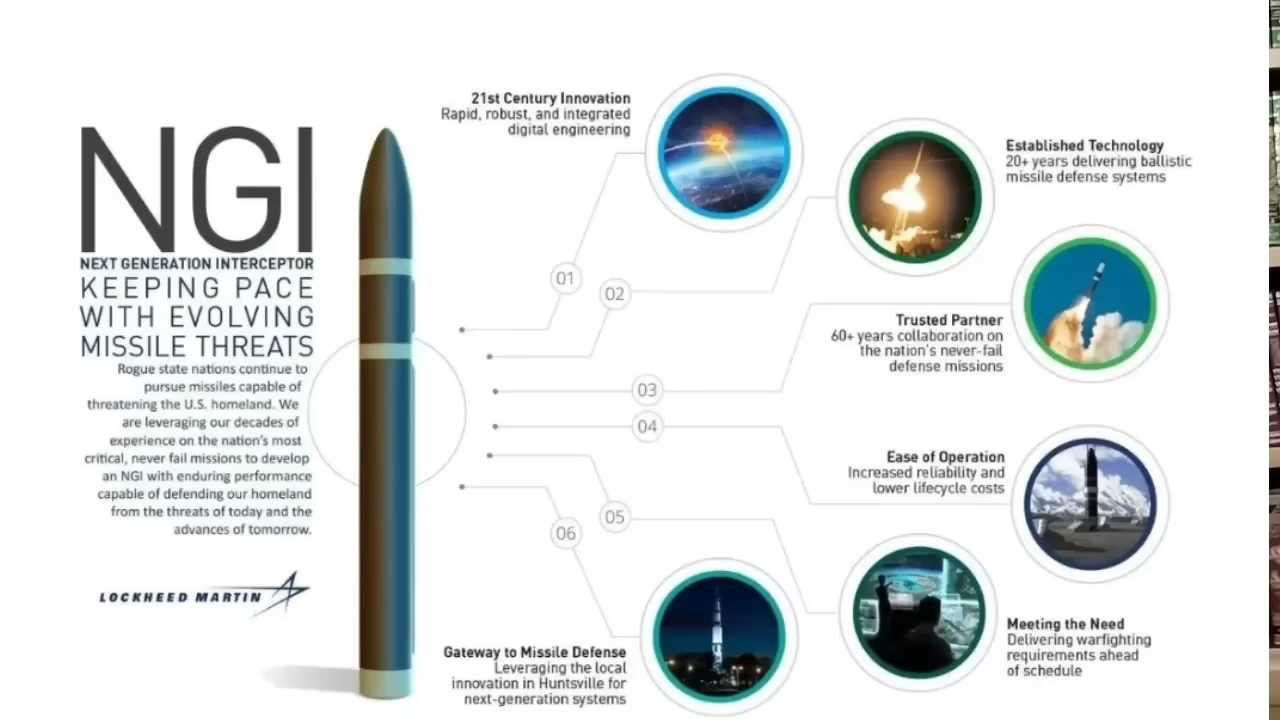 NGI
NEXT GENERATION INTERCEPTOR
KEEPING PACE
WITH EVOLVING
MISSILE THREATS
Rogue state nations continue to
pursue missiles capable of
threatening the U.S. homeland. We
are leveraging our decades of
experience on the nation's most
critical, never fail missions to develop
an NGI with enduring performance
capable of defending our homeland
from the threats of today and the
advances of tomorrow.
LOCKHEED MARTIN
01
21st Century Innovation
Rapid, robust, and integrated
digital engineering
02
Established Technology
20+ years delivering ballistic
missile defense systems
03
Trusted Partner
60+ years collaboration on
the nation's never-fail
defense missions
04
Ease of Operation
Increased reliability and
lower lifecycle costs
05
Meeting the Need
Delivering warfighting
requirements ahead
of schedule
06
Gateway to Missile Defense
Leveraging the local
innovation in Huntsville for
next-generation systems